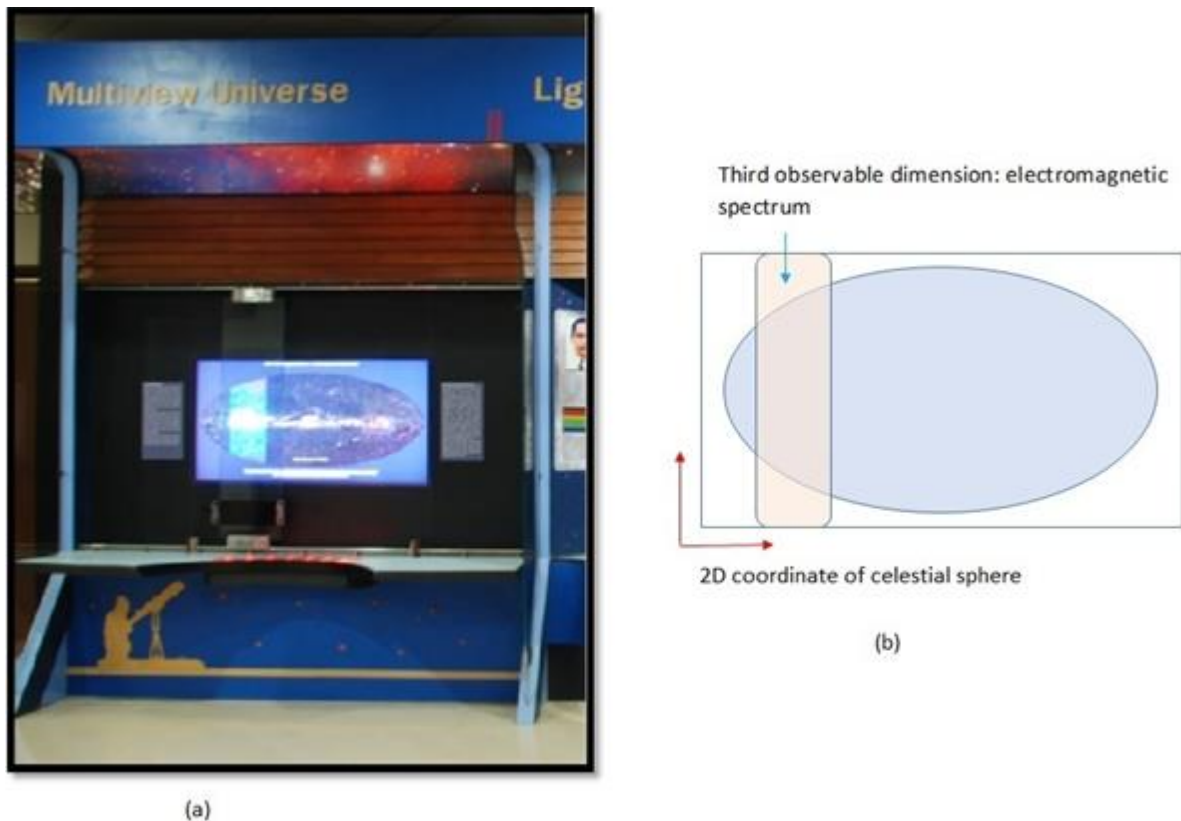 Multiview Universe
Lig
(a)
Third observable dimension: electromagnetic
spectrum
2D coordinate of celestial sphere
(b)